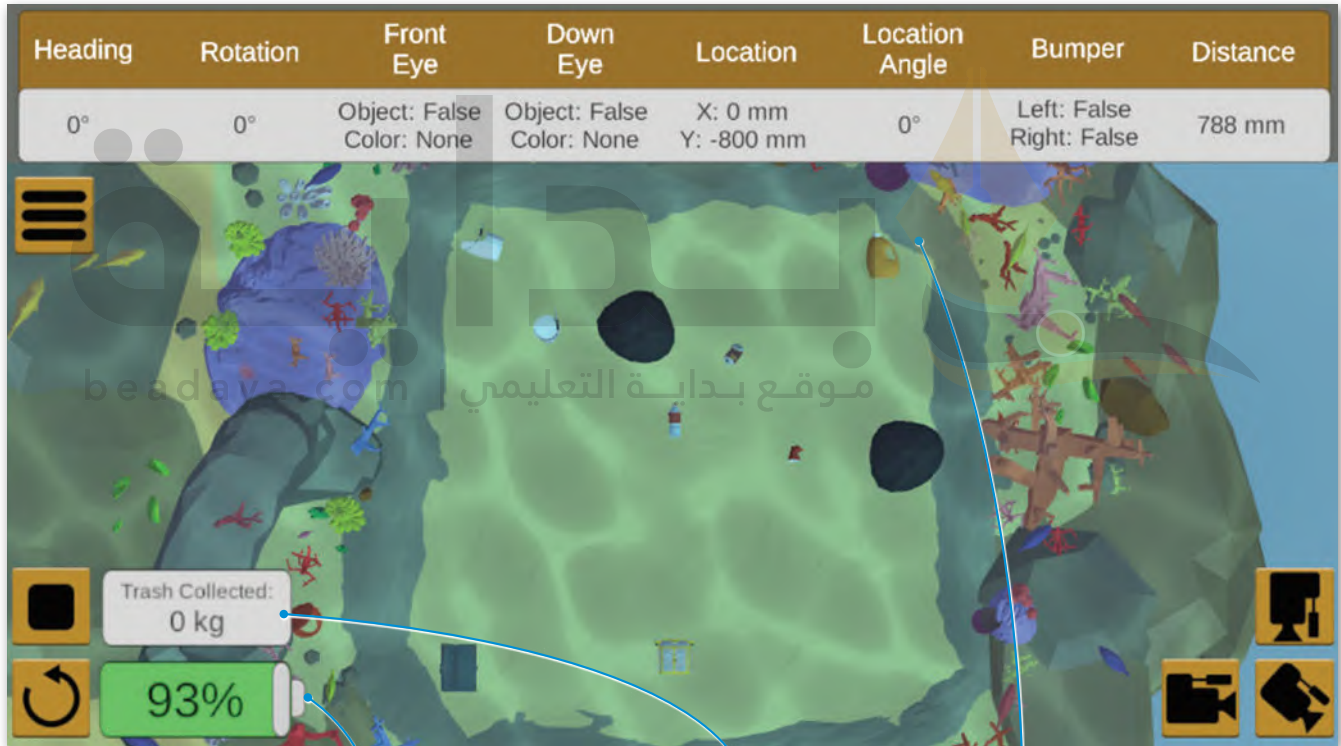 Heading Rotation Front Eye Down Eye Location Location Angle Bumper Distance
0° 0° Object: False Color: None Object: False Color: None X: 0 mm Y: -800 mm 0° Left: False Right: False 788 mm
بداية
موقع بداية التعليمي | beadaya.com
Trash Collected:
0 kg
93%